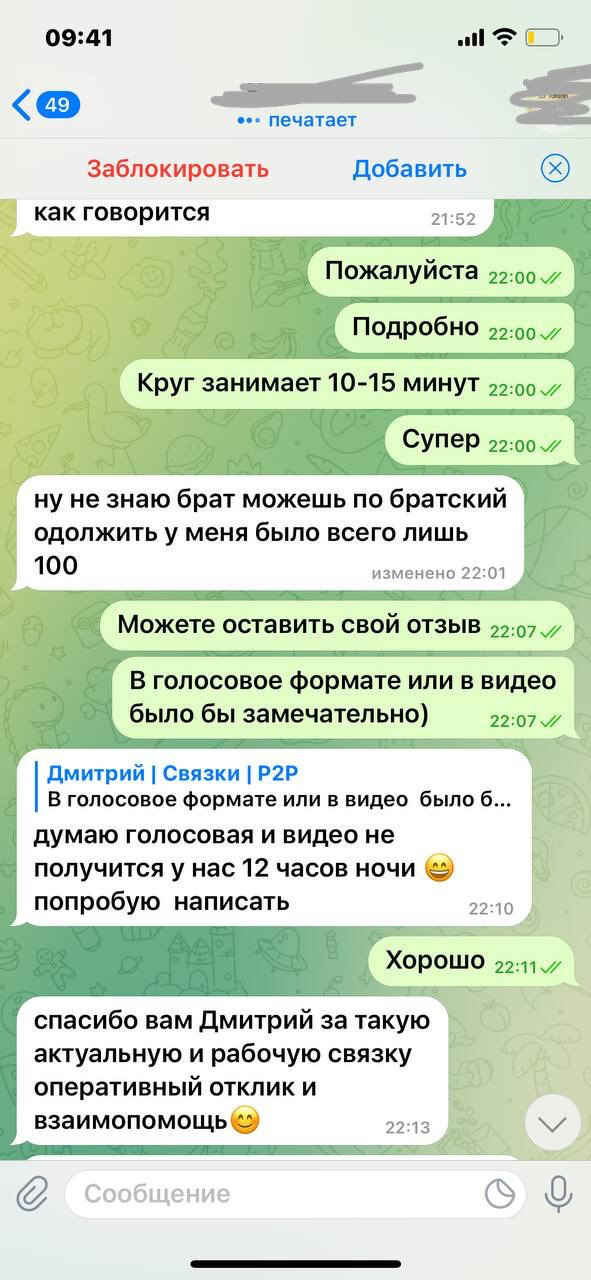 09:41
49
••• печатает
Заблокировать
Добавить
как говорится
21:52
Пожалуйста 22:00
Подробно 22:00
Круг занимает 10-15 минут 22:00
Супер 22:00
ну не знаю брат можешь по братский
одолжить у меня было всего лишь
100
изменено 22:01
Можете оставить свой отзыв 22:07
В голосовое формате или в видео
было бы замечательно) 22:07
Дмитрий | Связки | P2P
В голосовое формате или в видео было б...
думаю голосовая и видео не
получится у нас 12 часов ночи 😄
попробую написать
22:10
Хорошо 22:11
спасибо вам Дмитрий за такую
актуальную и рабочую связку
оперативный отклик и
взаимопомощь😊
22:13
Сообщение